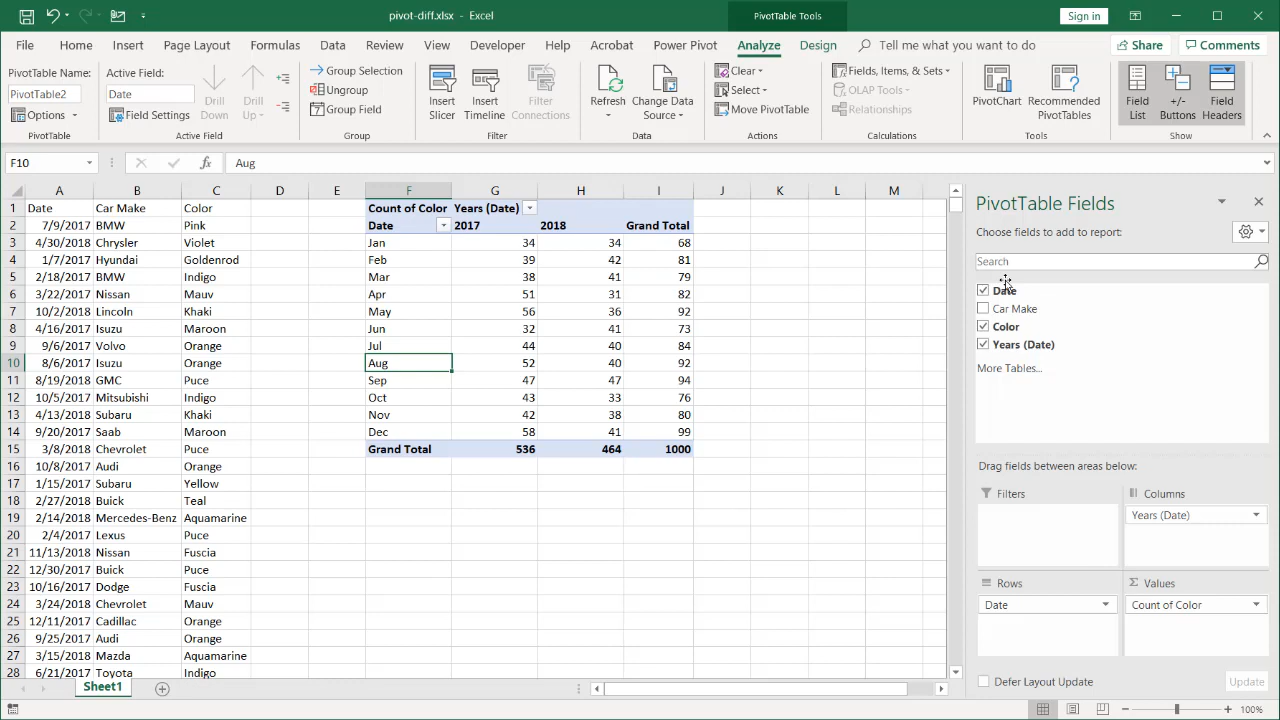 pivot-diff.xlsx - Excel
PivotTable Tools
Sign in
File Home Insert Page Layout Formulas Data Review View Developer Help Acrobat Power Pivot Analyze Design Tell me what you want to do Share Comments
PivotTable Name:
PivotTable2
Options
PivotTable
Active Field:
Date
Field Settings
Drill Down
Drill Up
Active Field
Group Selection
Ungroup
Group Field
Group
Insert Slicer
Insert Timeline
Filter Connections
Filter
Refresh
Change Data Source
Data
Clear
Select
Move PivotTable
Actions
Fields, Items, & Sets
OLAP Tools
Relationships
Calculations
PivotChart
Recommended PivotTables
Tools
Field List
+/- Buttons
Field Headers
Show
F10 fx Aug
A B C D E F G H I J K L M
1 Date Car Make Color Count of Color Years (Date)
2 7/9/2017 BMW Pink Date 2017 2018 Grand Total
3 4/30/2018 Chrysler Violet Jan 34 34 68
4 1/7/2017 Hyundai Goldenrod Feb 39 42 81
5 2/18/2017 BMW Indigo Mar 38 41 79
6 3/22/2017 Nissan Mauv Apr 51 31 82
7 10/2/2017 Lincoln Khaki May 56 36 92
8 4/16/2017 Isuzu Maroon Jun 32 41 73
9 9/6/2017 Volvo Orange Jul 44 40 84
10 8/6/2017 Isuzu Orange Aug 52 40 92
11 8/19/2018 GMC Puce Sep 47 47 94
12 10/5/2017 Mitsubishi Indigo Oct 43 33 76
13 4/13/2018 Subaru Khaki Nov 42 38 80
14 9/20/2017 Saab Maroon Dec 58 41 99
15 3/8/2018 Chevrolet Puce Grand Total 536 464 1000
16 10/8/2017 Audi Orange
17 1/15/2017 Subaru Yellow
18 2/27/2018 Buick Teal
19 2/14/2018 Mercedes-Benz Aquamarine
20 2/4/2017 Lexus Puce
21 11/13/2018 Nissan Fuscia
22 12/30/2017 Buick Puce
23 10/16/2017 Dodge Fuscia
24 3/24/2018 Chevrolet Mauv
25 12/11/2017 Cadillac Orange
26 9/25/2017 Audi Orange
27 3/15/2018 Mazda Aquamarine
28 6/21/2017 Toyota Indigo
PivotTable Fields
Choose fields to add to report:
Search
Date
Car Make
Color
Years (Date)
More Tables...
Drag fields between areas below:
Filters
Columns
Years (Date)
Rows
Date
Σ Values
Count of Color
Defer Layout Update
Update
Sheet1
100%